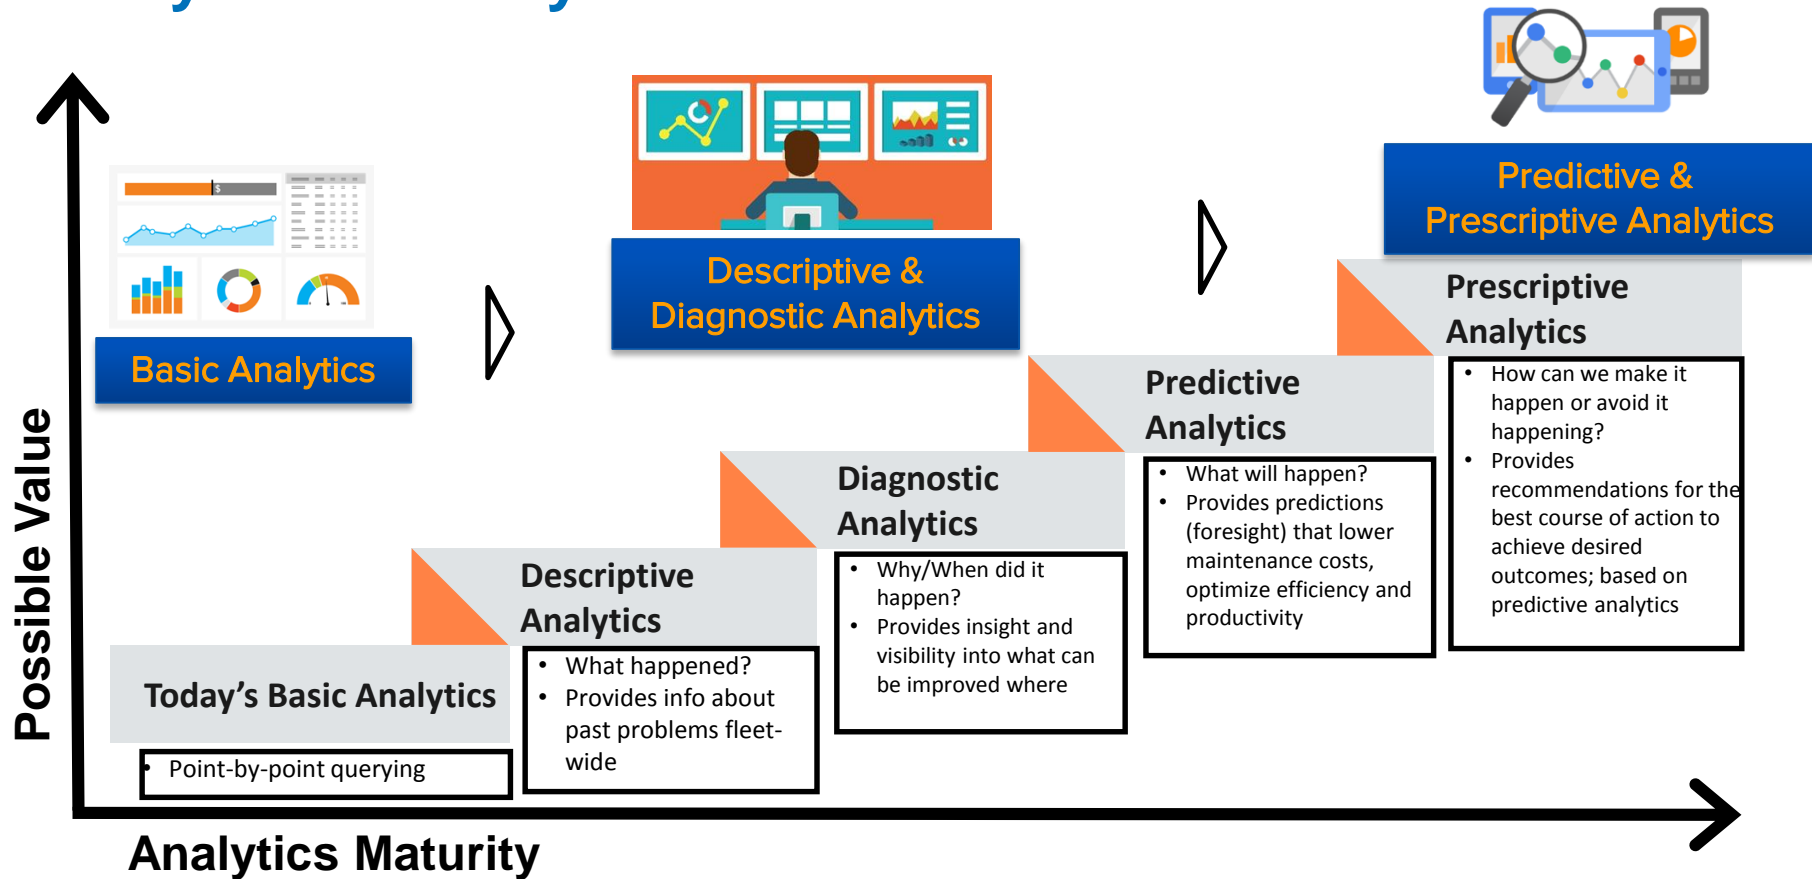 Basic Analytics
Descriptive &
Diagnostic Analytics
Predictive &
Prescriptive Analytics
Possible Value
Today's Basic Analytics
• Point-by-point querying
Descriptive
Analytics
• What happened?
• Provides info about
past problems fleet-
wide
Diagnostic
Analytics
• Why/When did it
happen?
• Provides insight and
visibility into what can
be improved where
Predictive
Analytics
• What will happen?
• Provides predictions
(foresight) that lower
maintenance costs,
optimize efficiency and
productivity
Prescriptive
Analytics
• How can we make it
happen or avoid it
happening?
• Provides
recommendations for the
best course of action to
achieve desired
outcomes; based on
predictive analytics
Analytics Maturity